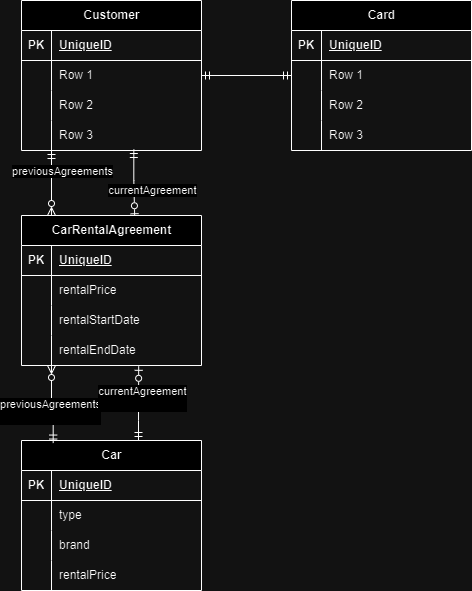 Customer
PK UniqueID
Row 1
Row 2
Row 3
Card
PK UniqueID
Row 1
Row 2
Row 3
previousAgreements
currentAgreement
CarRentalAgreement
PK UniqueID
rentalPrice
rentalStartDate
rentalEndDate
currentAgreement
previousAgreements
Car
PK UniqueID
type
brand
rentalPrice